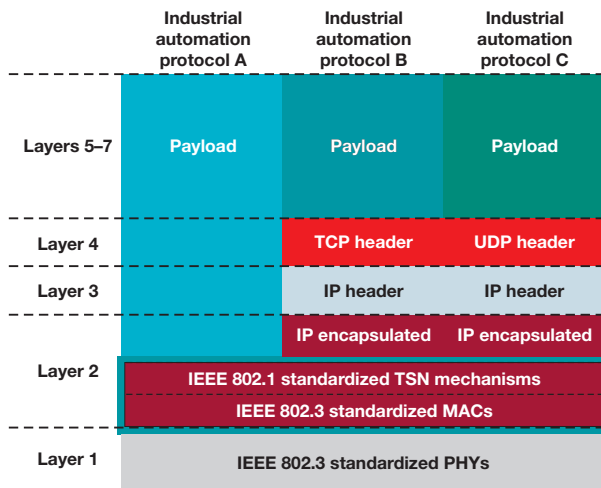 Industrial
automation
protocol A
Industrial
automation
protocol B
Industrial
automation
protocol C
Layers 5–7
Payload
Payload
Payload
Layer 4
TCP header
UDP header
Layer 3
IP header
IP header
Layer 2
IP encapsulated
IP encapsulated
IEEE 802.1 standardized TSN mechanisms
IEEE 802.3 standardized MACs
Layer 1
IEEE 802.3 standardized PHYs